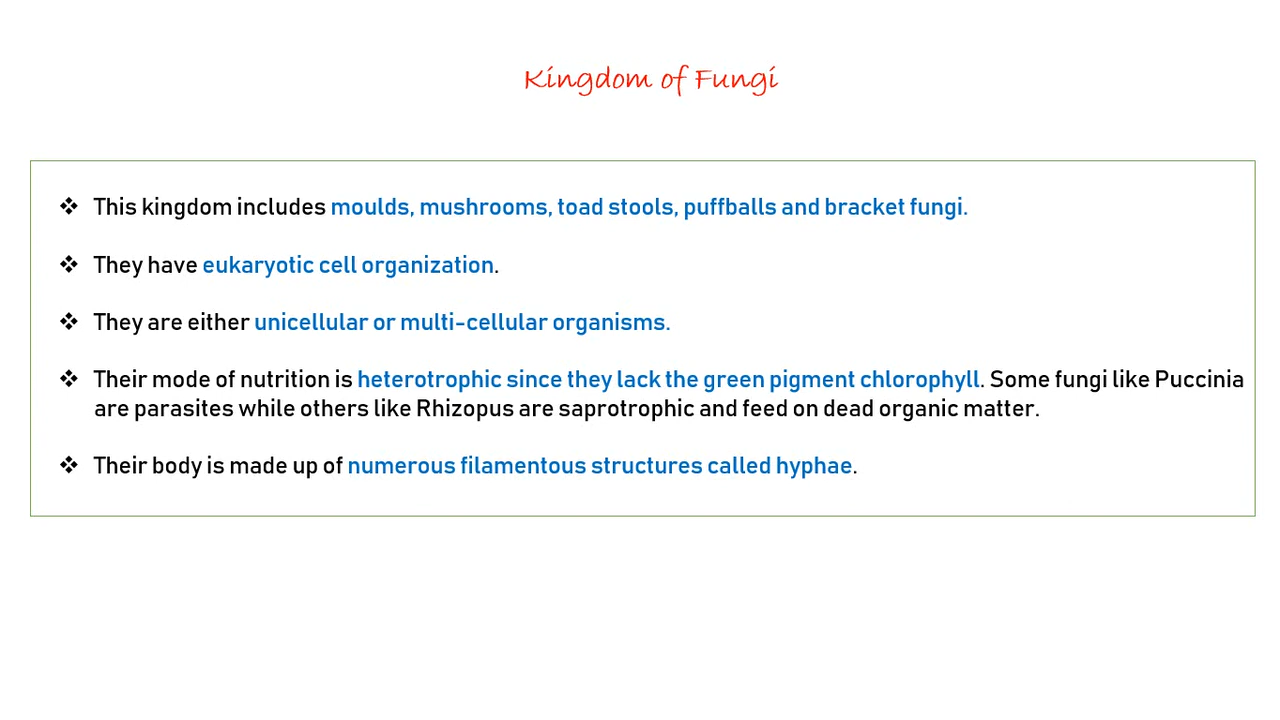 Kingdom of Fungi
❖ This kingdom includes moulds, mushrooms, toad stools, puffballs and bracket fungi.
❖ They have eukaryotic cell organization.
❖ They are either unicellular or multi-cellular organisms.
❖ Their mode of nutrition is heterotrophic since they lack the green pigment chlorophyll. Some fungi like Puccinia
are parasites while others like Rhizopus are saprotrophic and feed on dead organic matter.
❖ Their body is made up of numerous filamentous structures called hyphae.